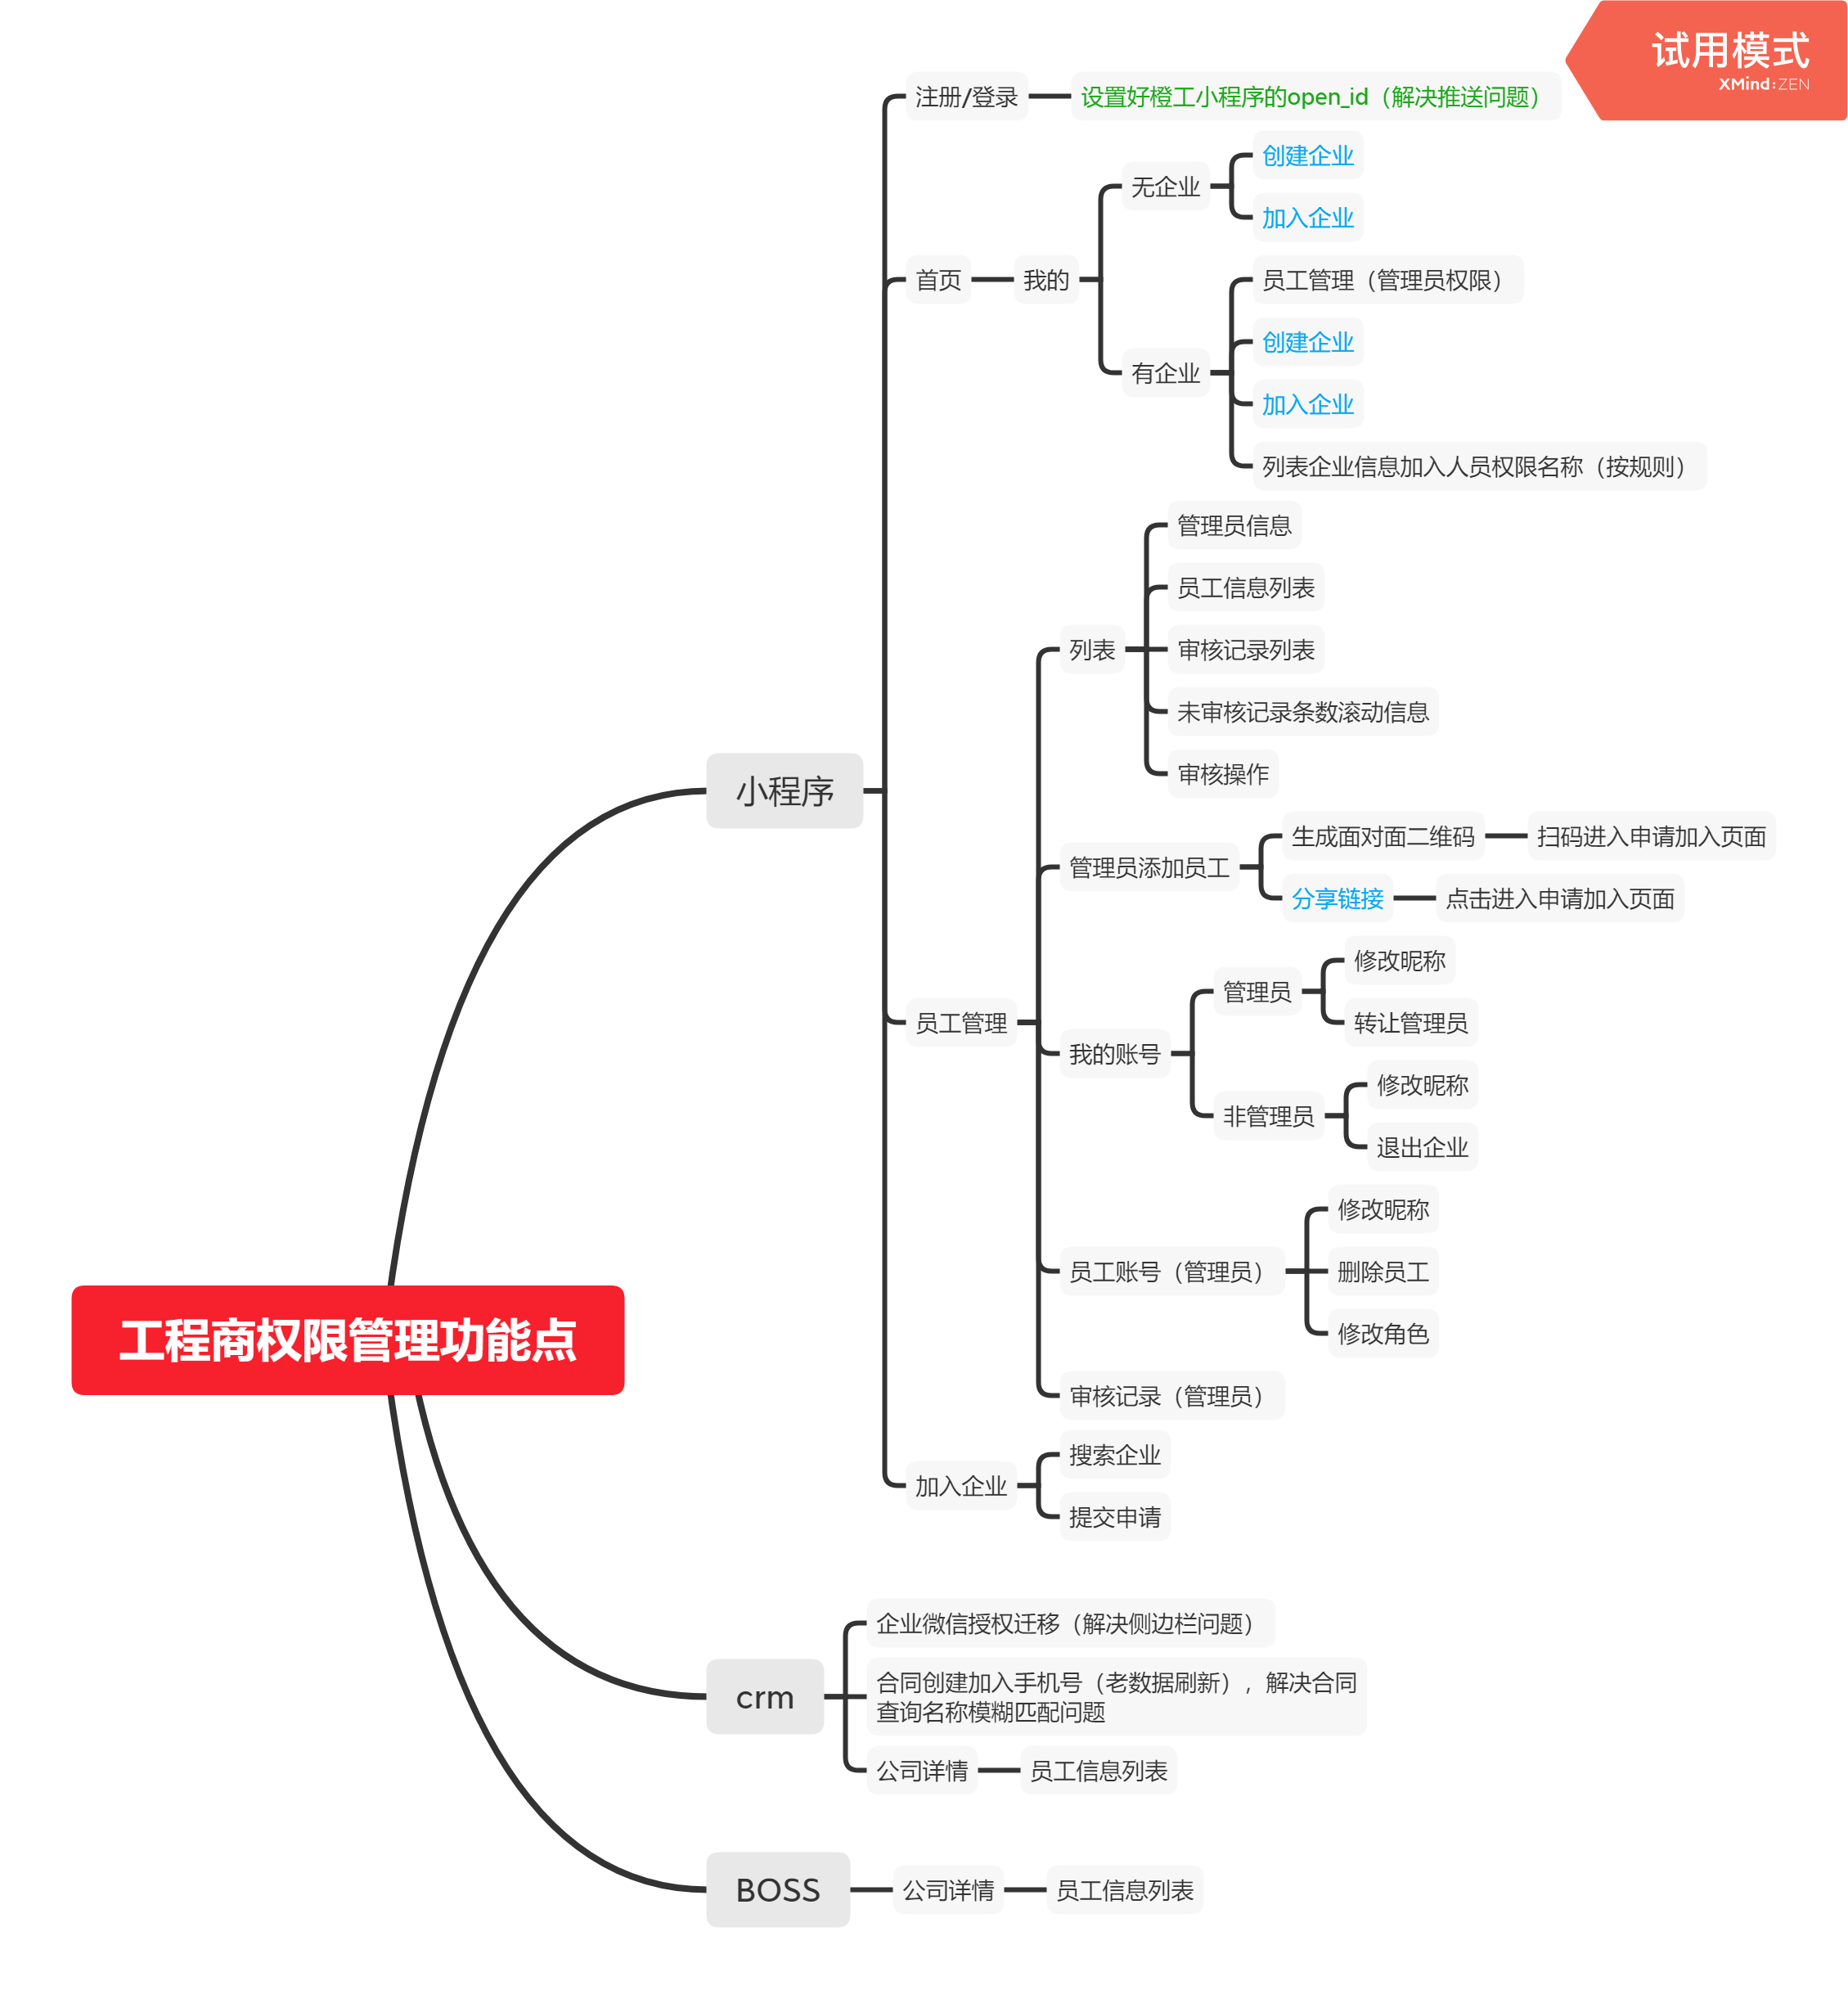 试用模式
XMind:ZEN
工程商权限管理功能点
小程序
注册/登录
设置好橙工小程序的open_id（解决推送问题）
首页
我的
无企业
创建企业
加入企业
有企业
员工管理（管理员权限）
创建企业
加入企业
列表企业信息加入人员权限名称（按规则）
员工管理
列表
管理员信息
员工信息列表
审核记录列表
未审核记录条数滚动信息
审核操作
管理员添加员工
生成面对面二维码
扫码进入申请加入页面
分享链接
点击进入申请加入页面
我的账号
管理员
修改昵称
转让管理员
非管理员
修改昵称
退出企业
员工账号（管理员）
修改昵称
删除员工
修改角色
审核记录（管理员）
加入企业
搜索企业
提交申请
crm
企业微信授权迁移（解决侧边栏问题）
合同创建加入手机号（老数据刷新），解决合同
查询名称模糊匹配问题
公司详情
员工信息列表
BOSS
公司详情
员工信息列表